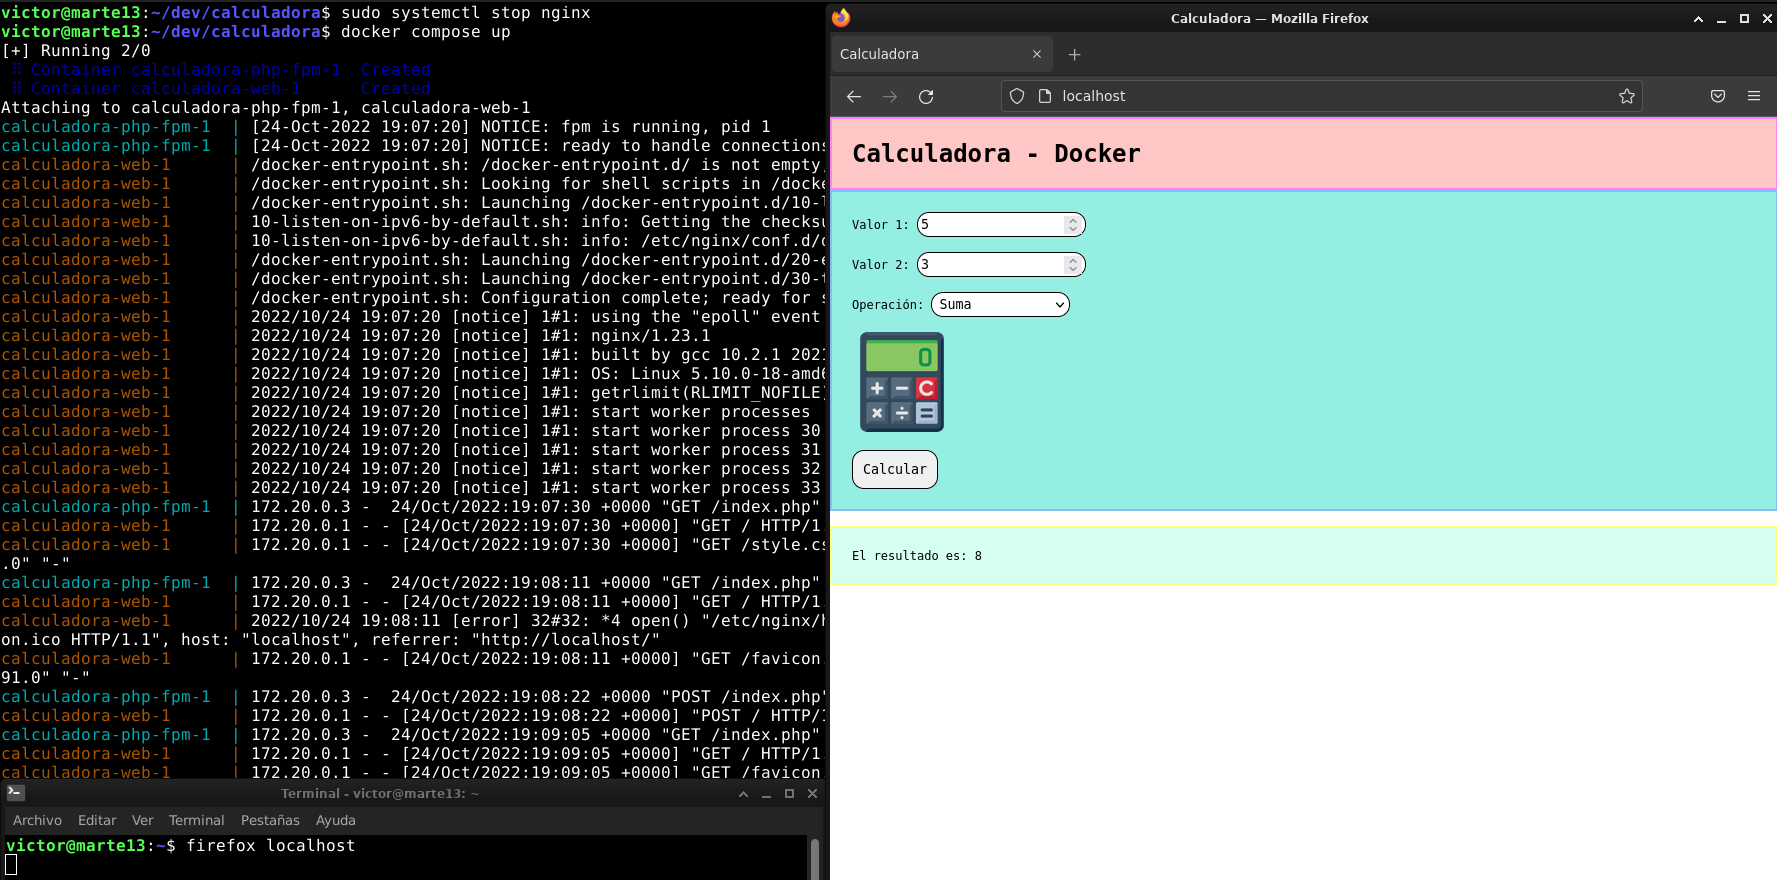 victor@marte13:~/dev/calculadora$ sudo systemctl stop nginx
victor@marte13:~/dev/calculadora$ docker compose up
[+] Running 2/0
⠿ Container calculadora-php-fpm-1  Created
⠿ Container calculadora-web-1      Created
Attaching to calculadora-php-fpm-1, calculadora-web-1
calculadora-php-fpm-1  | [24-Oct-2022 19:07:20] NOTICE: fpm is running, pid 1
calculadora-php-fpm-1  | [24-Oct-2022 19:07:20] NOTICE: ready to handle connections
calculadora-web-1      | /docker-entrypoint.sh: /docker-entrypoint.d/ is not empty,
calculadora-web-1      | /docker-entrypoint.sh: Looking for shell scripts in /docke
calculadora-web-1      | /docker-entrypoint.sh: Launching /docker-entrypoint.d/10-l
calculadora-web-1      | 10-listen-on-ipv6-by-default.sh: info: Getting the checksu
calculadora-web-1      | 10-listen-on-ipv6-by-default.sh: info: /etc/nginx/conf.d/d
calculadora-web-1      | /docker-entrypoint.sh: Launching /docker-entrypoint.d/20-e
calculadora-web-1      | /docker-entrypoint.sh: Launching /docker-entrypoint.d/30-t
calculadora-web-1      | /docker-entrypoint.sh: Configuration complete; ready for s
calculadora-web-1      | 2022/10/24 19:07:20 [notice] 1#1: using the "epoll" event
calculadora-web-1      | 2022/10/24 19:07:20 [notice] 1#1: nginx/1.23.1
calculadora-web-1      | 2022/10/24 19:07:20 [notice] 1#1: built by gcc 10.2.1 2021
calculadora-web-1      | 2022/10/24 19:07:20 [notice] 1#1: OS: Linux 5.10.0-18-amd6
calculadora-web-1      | 2022/10/24 19:07:20 [notice] 1#1: getrlimit(RLIMIT_NOFILE)
calculadora-web-1      | 2022/10/24 19:07:20 [notice] 1#1: start worker processes
calculadora-web-1      | 2022/10/24 19:07:20 [notice] 1#1: start worker process 30
calculadora-web-1      | 2022/10/24 19:07:20 [notice] 1#1: start worker process 31
calculadora-web-1      | 2022/10/24 19:07:20 [notice] 1#1: start worker process 32
calculadora-web-1      | 2022/10/24 19:07:20 [notice] 1#1: start worker process 33
calculadora-php-fpm-1  | 172.20.0.3 -  24/Oct/2022:19:07:30 +0000 "GET /index.php"
calculadora-web-1      | 172.20.0.1 - - [24/Oct/2022:19:07:30 +0000] "GET / HTTP/1.
calculadora-web-1      | 172.20.0.1 - - [24/Oct/2022:19:07:30 +0000] "GET /style.cs
.0" "-"
calculadora-php-fpm-1  | 172.20.0.3 -  24/Oct/2022:19:08:11 +0000 "GET /index.php"
calculadora-web-1      | 172.20.0.1 - - [24/Oct/2022:19:08:11 +0000] "GET / HTTP/1.
calculadora-web-1      | 2022/10/24 19:08:11 [error] 32#32: *4 open() "/etc/nginx/h
on.ico HTTP/1.1", host: "localhost", referrer: "http://localhost/"
calculadora-web-1      | 172.20.0.1 - - [24/Oct/2022:19:08:11 +0000] "GET /favicon.
91.0" "-"
calculadora-php-fpm-1  | 172.20.0.3 -  24/Oct/2022:19:08:22 +0000 "POST /index.php"
calculadora-web-1      | 172.20.0.1 - - [24/Oct/2022:19:08:22 +0000] "POST / HTTP/1
calculadora-php-fpm-1  | 172.20.0.3 -  24/Oct/2022:19:09:05 +0000 "GET /index.php"
calculadora-web-1      | 172.20.0.1 - - [24/Oct/2022:19:09:05 +0000] "GET / HTTP/1.
calculadora-web-1      | 172.20.0.1 - - [24/Oct/2022:19:09:05 +0000] "GET /favicon
Terminal - victor@marte13: ~
Archivo Editar Ver Terminal Pestañas Ayuda
victor@marte13:~$ firefox localhost
Calculadora — Mozilla Firefox
Calculadora
localhost
Calculadora - Docker
Valor 1: 5
Valor 2: 3
Operación: Suma
0
+ − C
× ÷ =
Calcular
El resultado es: 8